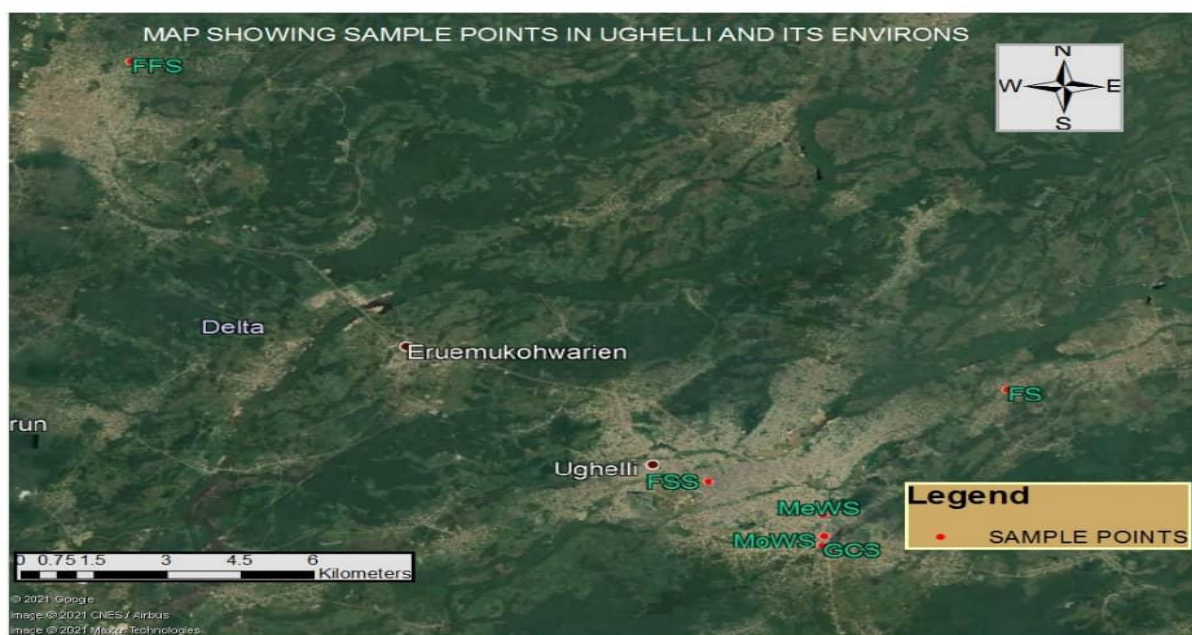 MAP SHOWING SAMPLE POINTS IN UGHELLI AND ITS ENVIRONS
FFS
N
W E
S
Delta
Eruemukohwarien
run
FS
Ughelli
FSS
MeWS
MoWS
GCS
Legend
SAMPLE POINTS
0 0.75 1.5 3 4.5 6
Kilometers
© 2021 Google
Image © 2021 CNES / Airbus
Image © 2021 Maxar Technologies